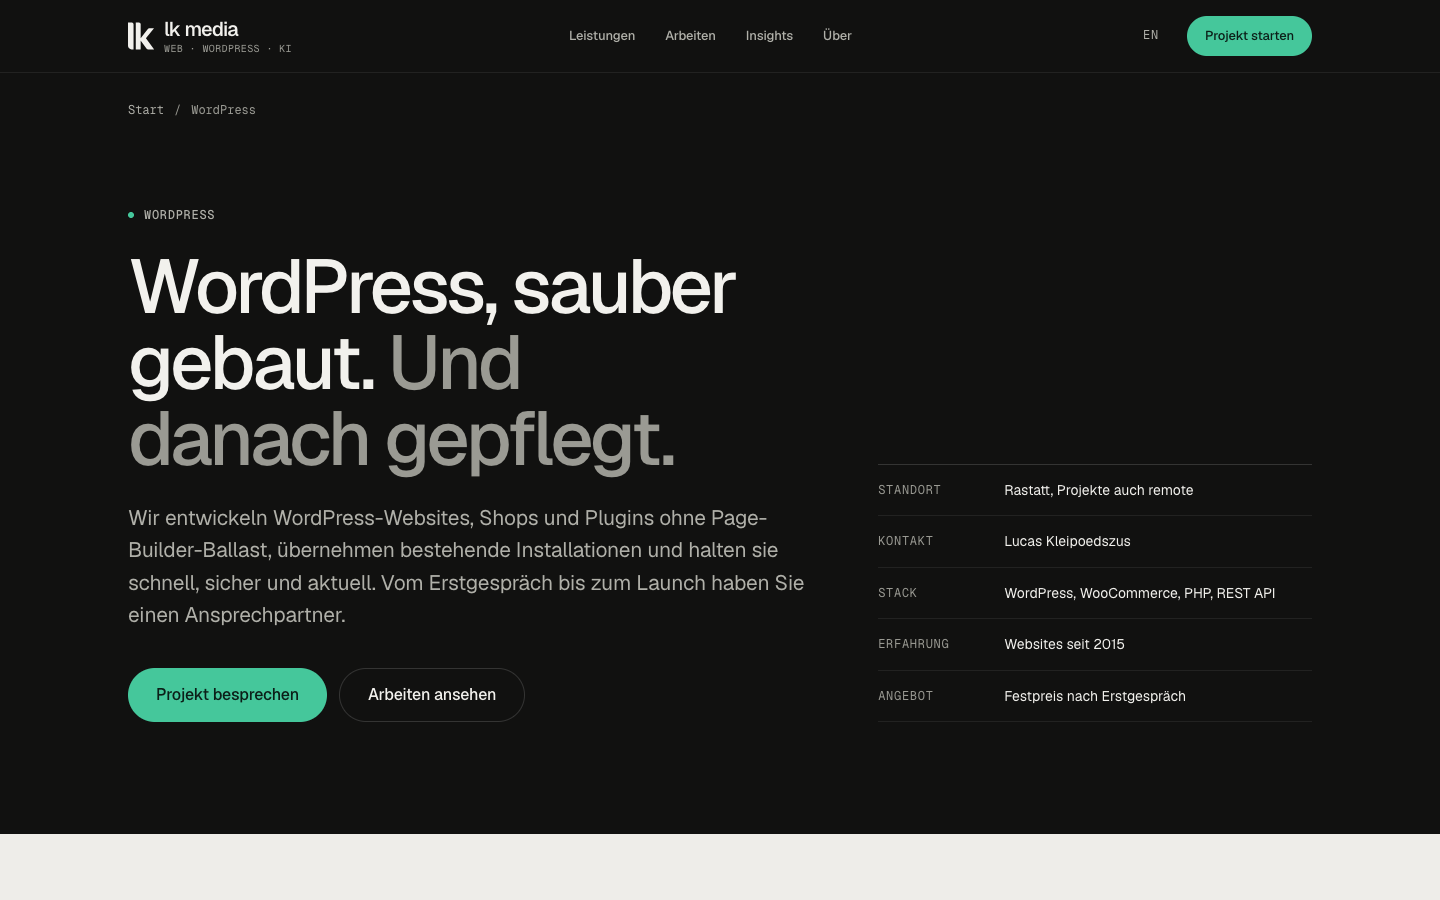 lk media
WEB · WORDPRESS · KI
Leistungen
Arbeiten
Insights
Über
EN
Projekt starten
Start / WordPress
WORDPRESS
WordPress, sauber
gebaut. Und
danach gepflegt.
Wir entwickeln WordPress-Websites, Shops und Plugins ohne Page-
Builder-Ballast, übernehmen bestehende Installationen und halten sie
schnell, sicher und aktuell. Vom Erstgespräch bis zum Launch haben Sie
einen Ansprechpartner.
Projekt besprechen
Arbeiten ansehen
STANDORT Rastatt, Projekte auch remote
KONTAKT Lucas Kleipoedszus
STACK WordPress, WooCommerce, PHP, REST API
ERFAHRUNG Websites seit 2015
ANGEBOT Festpreis nach Erstgespräch